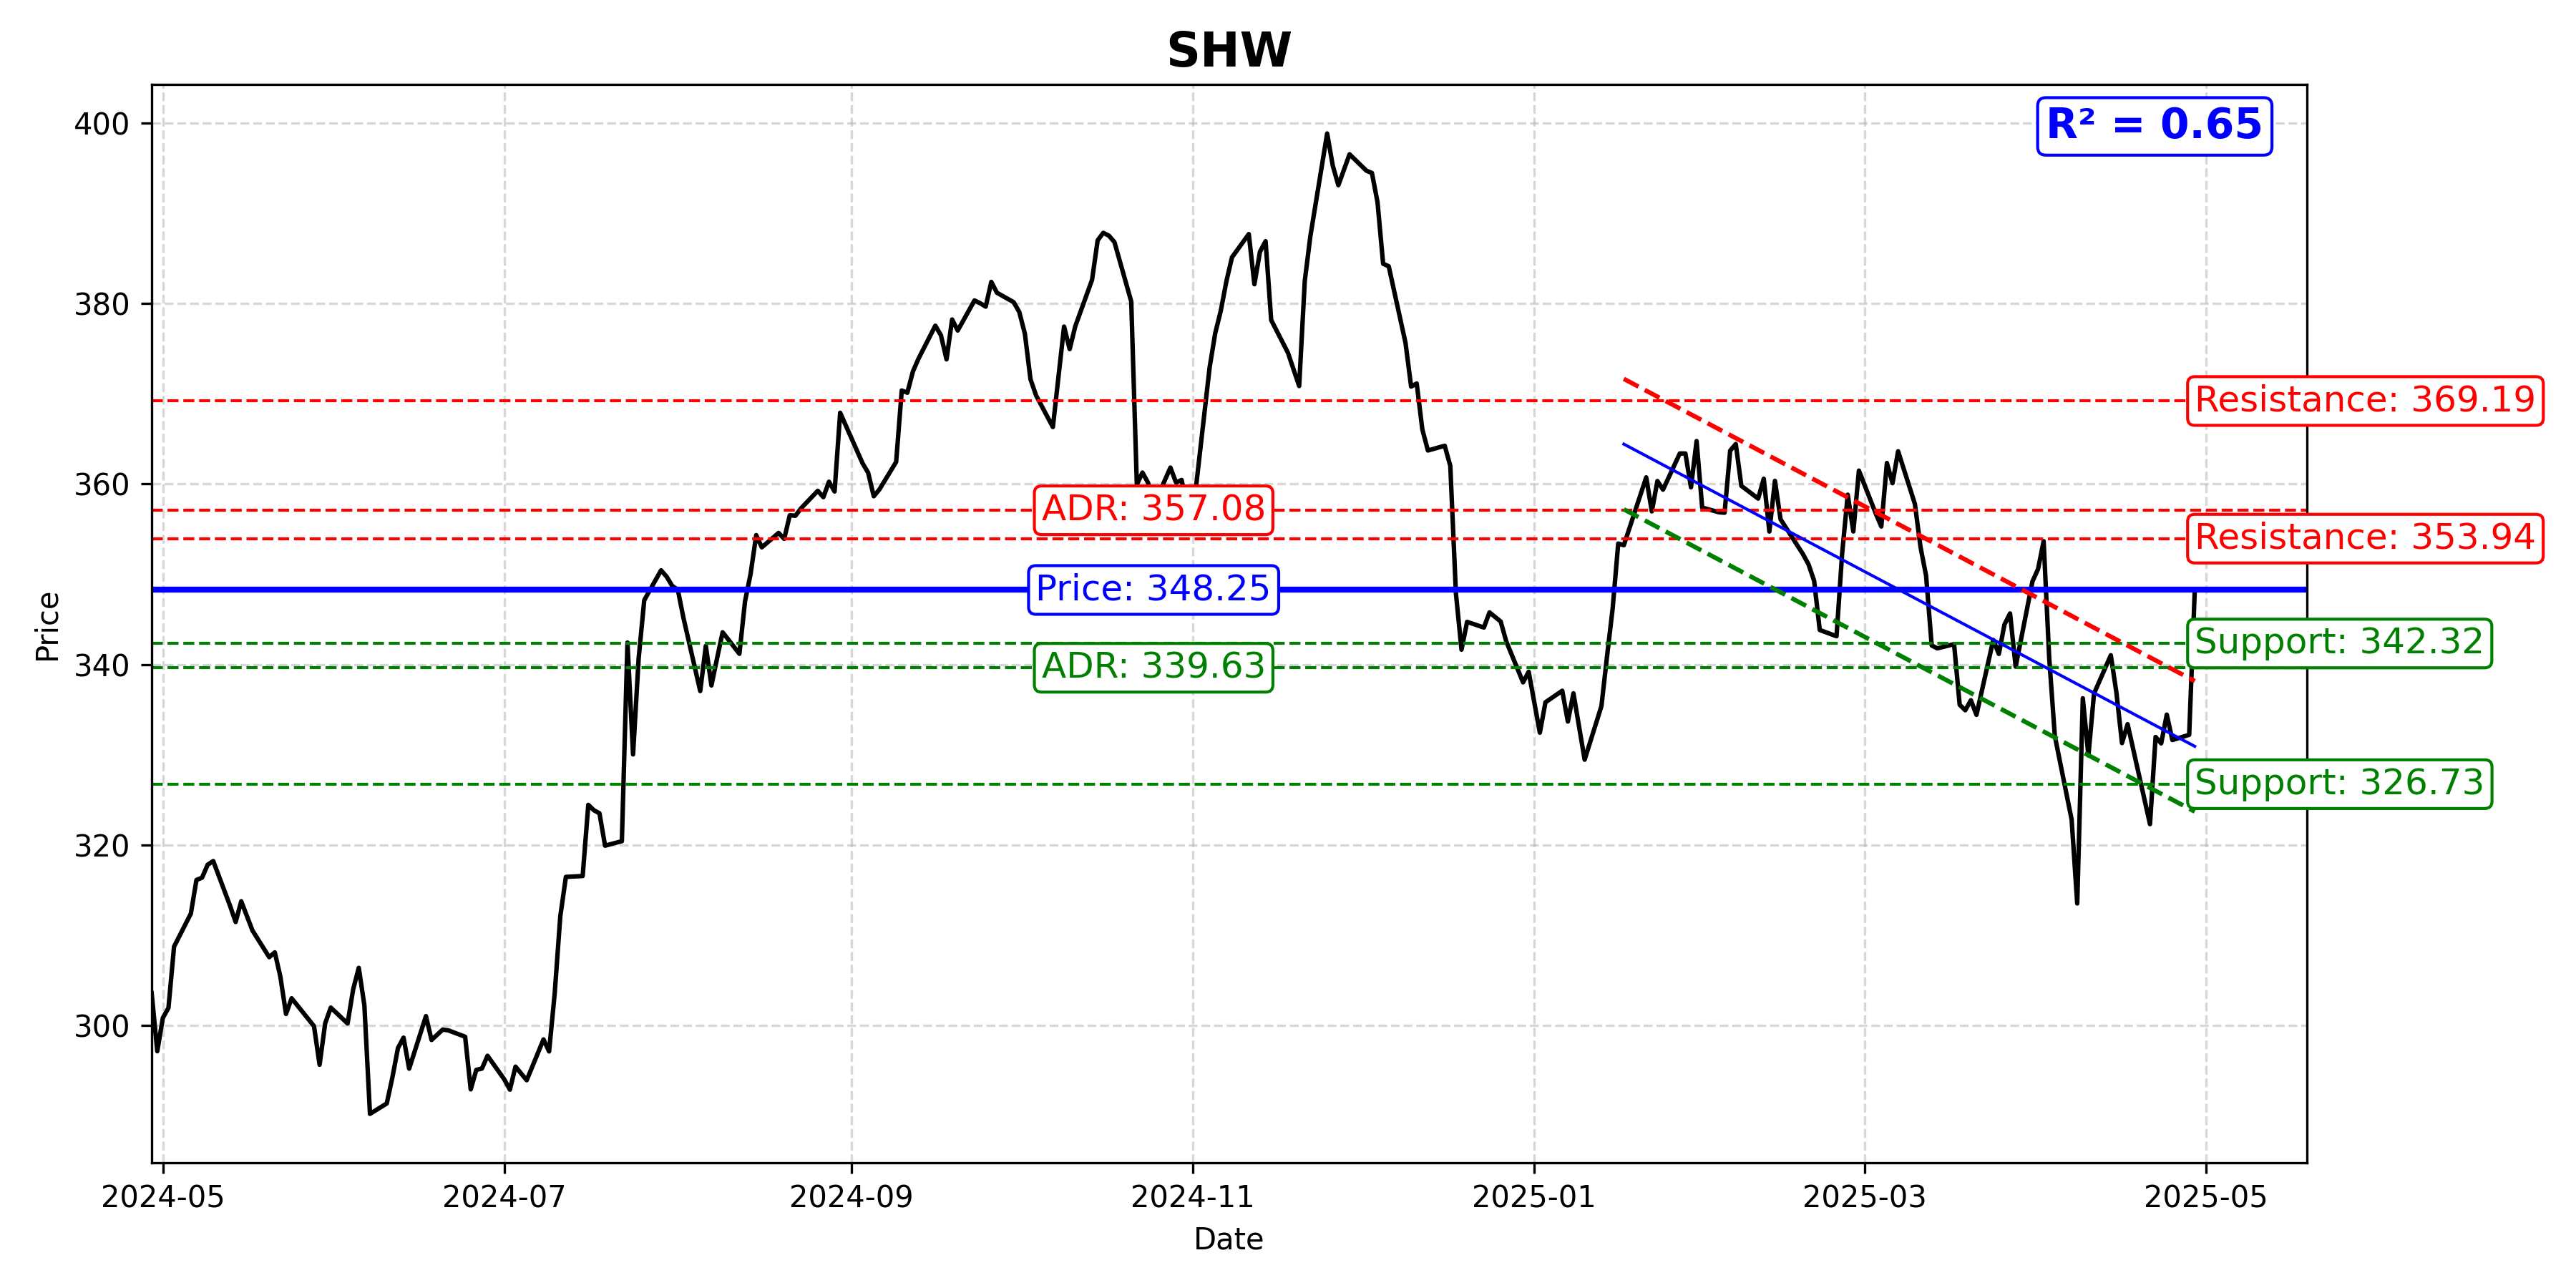 SHW
R² = 0.65
400
380
360
340
320
300
Price
Resistance: 369.19
ADR: 357.08
Resistance: 353.94
Price: 348.25
Support: 342.32
ADR: 339.63
Support: 326.73
2024-05
2024-07
2024-09
2024-11
2025-01
2025-03
2025-05
Date